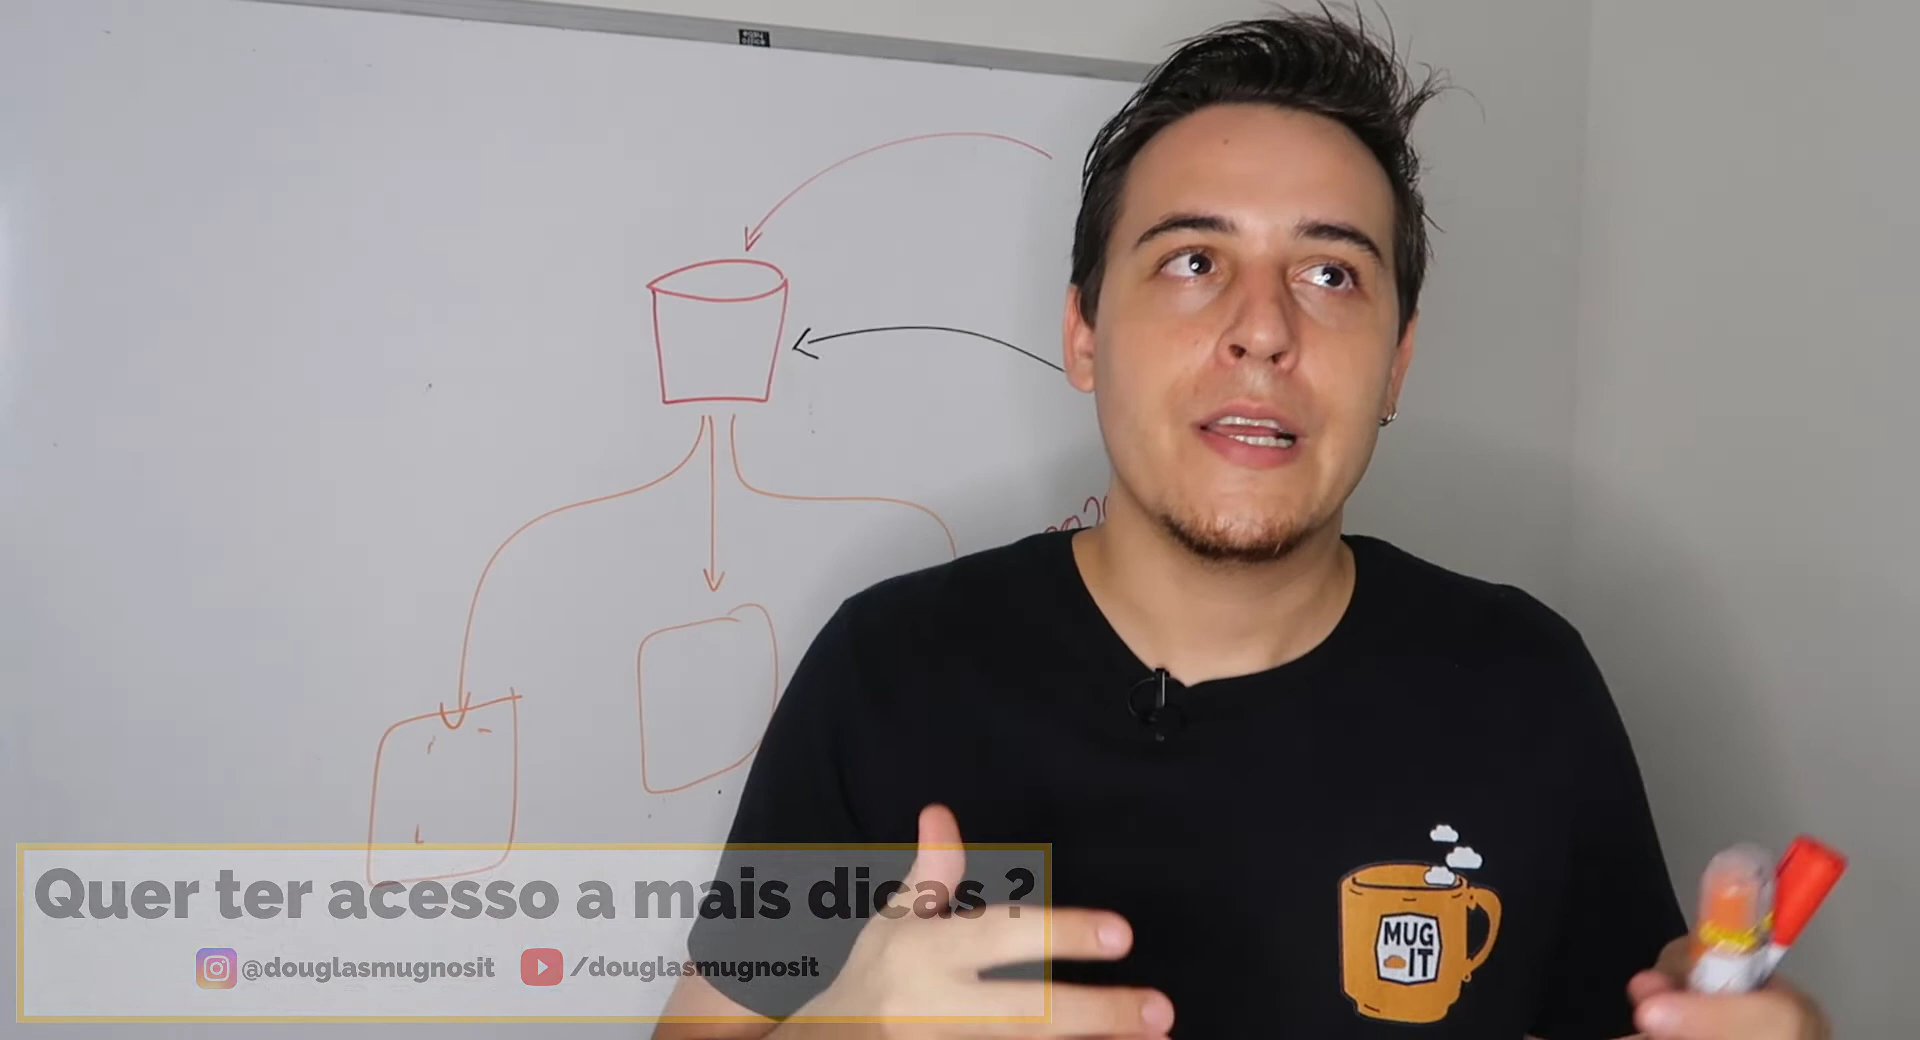 Quer ter acesso a mais dicas ?
@douglasmugnosit
/douglasmugnosit
MUG
IT